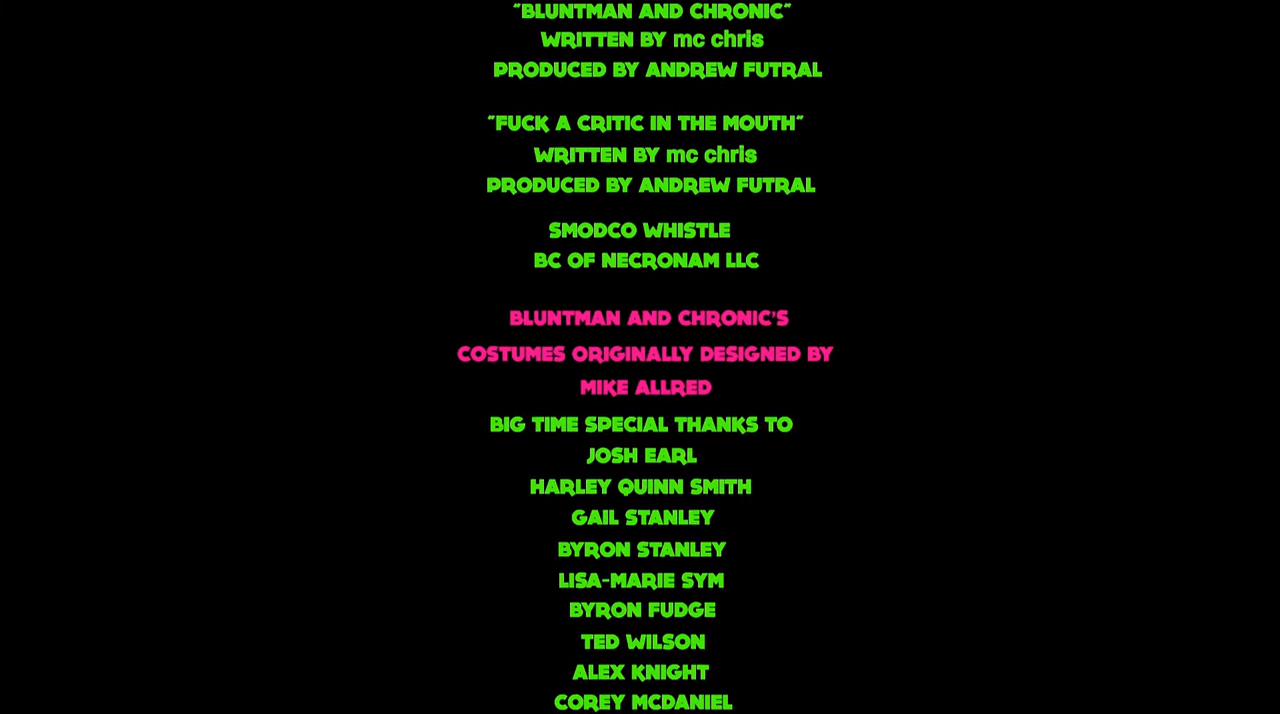 "BLUNTMAN AND CHRONIC"
WRITTEN BY mc chris
PRODUCED BY ANDREW FUTRAL
"FUCK A CRITIC IN THE MOUTH"
WRITTEN BY mc chris
PRODUCED BY ANDREW FUTRAL
SMODCO WHISTLE
BC OF NECRONAM LLC
BLUNTMAN AND CHRONIC'S
COSTUMES ORIGINALLY DESIGNED BY
MIKE ALLRED
BIG TIME SPECIAL THANKS TO
JOSH EARL
HARLEY QUINN SMITH
GAIL STANLEY
BYRON STANLEY
LISA-MARIE SYM
BYRON FUDGE
TED WILSON
ALEX KNIGHT
COREY MCDANIEL